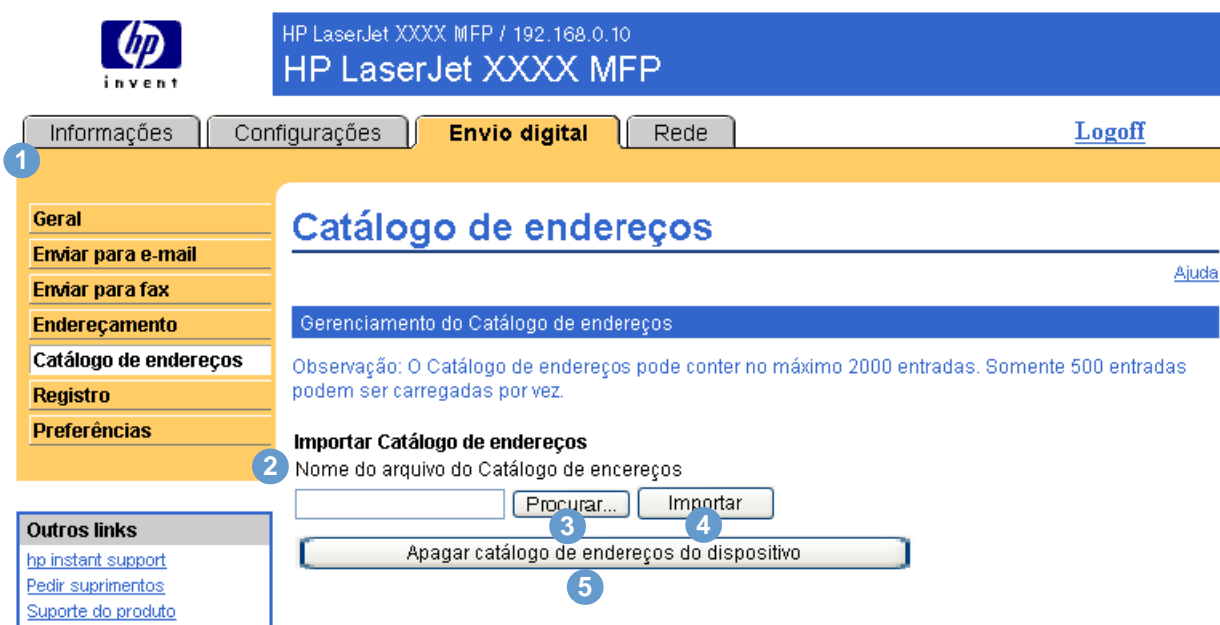 hp
invent
HP LaserJet XXXX MFP / 192.168.0.10
HP LaserJet XXXX MFP
Informações
Configurações
Envio digital
Rede
Logoff
1
Geral
Enviar para e-mail
Enviar para fax
Endereçamento
Catálogo de endereços
Registro
Preferências
Outros links
hp instant support
Pedir suprimentos
Suporte do produto
Catálogo de endereços
Ajuda
Gerenciamento do Catálogo de endereços
Observação: O Catálogo de endereços pode conter no máximo 2000 entradas. Somente 500 entradas
podem ser carregadas por vez.
Importar Catálogo de endereços
2
Nome do arquivo do Catálogo de encereços
Procurar...
Importar
3
4
Apagar catálogo de endereços do dispositivo
5